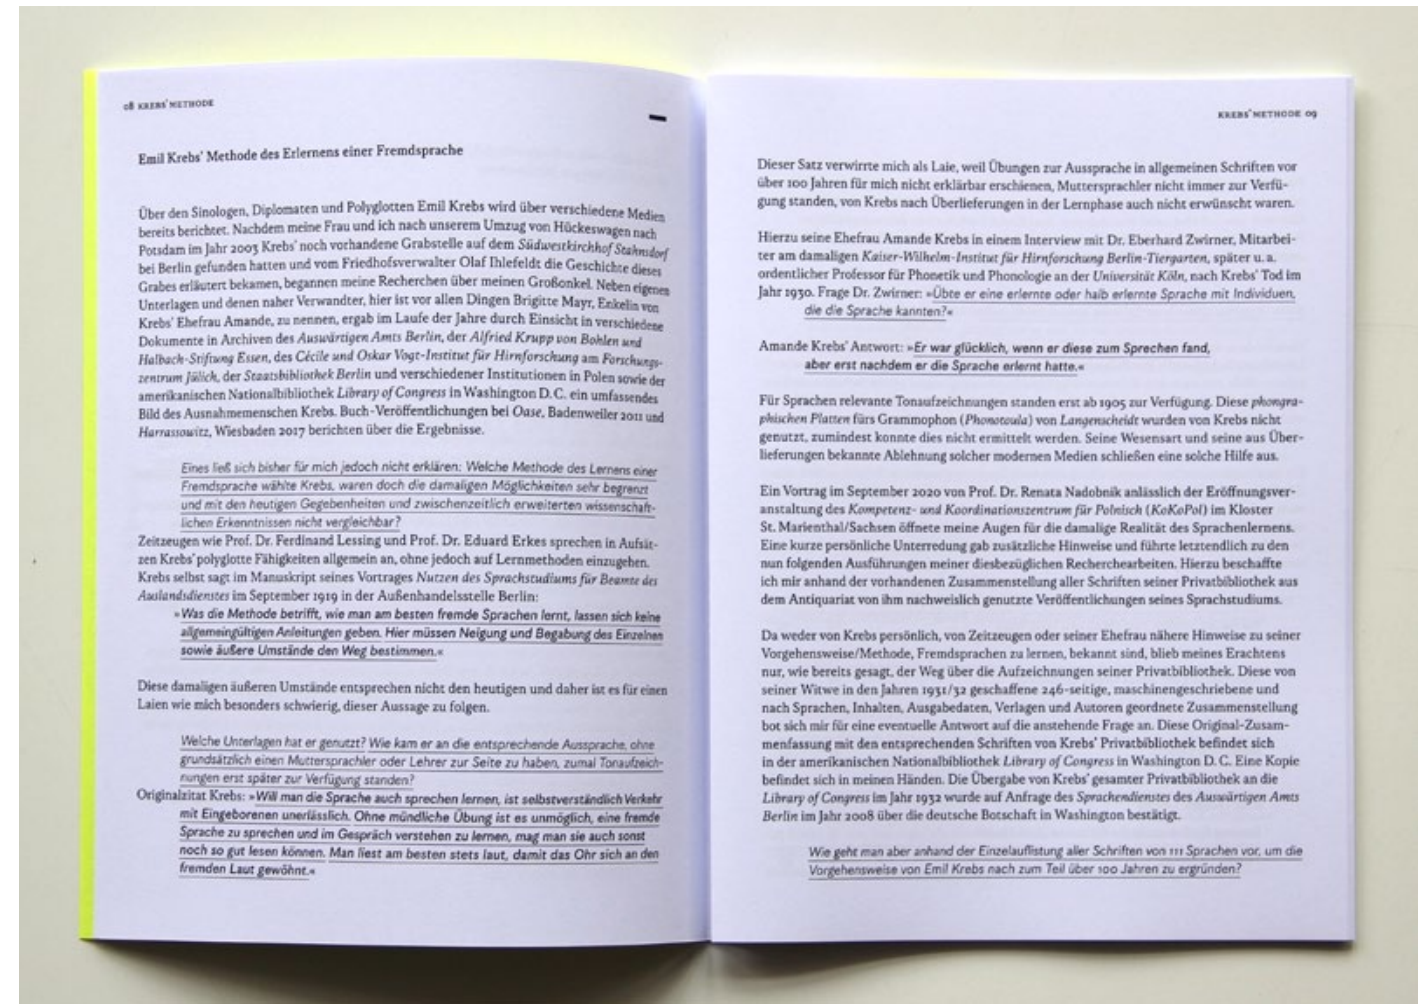 08 KREBS' METHODE
Emil Krebs' Methode des Erlernens einer Fremdsprache
Über den Sinologen, Diplomaten und Polyglotten Emil Krebs wird über verschiedene Medien
bereits berichtet. Nachdem meine Frau und ich nach unserem Umzug von Hückeswagen nach
Potsdam im Jahr 2003 Krebs' noch vorhandene Grabstelle auf dem Südwestkirchhof Stahnsdorf
bei Berlin gefunden hatten und vom Friedhofsverwalter Olaf Ihlefeldt die Geschichte dieses
Grabes erläutert bekamen, begannen meine Recherchen über meinen Großonkel. Neben eigenen
Unterlagen und denen naher Verwandter, hier ist vor allen Dingen Brigitte Mayr, Enkelin von
Krebs' Ehefrau Amande, zu nennen, ergab im Laufe der Jahre durch Einsicht in verschiedene
Dokumente in Archiven des Auswärtigen Amts Berlin, der Alfried Krupp von Bohlen und
Halbach-Stiftung Essen, des Cécile und Oskar Vogt-Institut für Hirnforschung am Forschungs-
zentrum Jülich, der Staatsbibliothek Berlin und verschiedener Institutionen in Polen sowie der
amerikanischen Nationalbibliothek Library of Congress in Washington D. C. ein umfassendes
Bild des Ausnahmemenschen Krebs. Buch-Veröffentlichungen bei Oase, Badenweiler 2011 und
Harrassowitz, Wiesbaden 2017 berichten über die Ergebnisse.
Eines ließ sich bisher für mich jedoch nicht erklären: Welche Methode des Lernens einer
Fremdsprache wählte Krebs, waren doch die damaligen Möglichkeiten sehr begrenzt
und mit den heutigen Gegebenheiten und zwischenzeitlich erweiterten wissenschaft-
lichen Erkenntnissen nicht vergleichbar?
Zeitzeugen wie Prof. Dr. Ferdinand Lessing und Prof. Dr. Eduard Erkes sprechen in Aufsät-
zen Krebs' polyglotte Fähigkeiten allgemein an, ohne jedoch auf Lernmethoden einzugehen.
Krebs selbst sagt im Manuskript seines Vortrages Nutzen des Sprachstudiums für Beamte des
Auslandsdienstes im September 1919 in der Außenhandelsstelle Berlin:
»Was die Methode betrifft, wie man am besten fremde Sprachen lernt, lassen sich keine
allgemeingültigen Anleitungen geben. Hier müssen Neigung und Begabung des Einzelnen
sowie äußere Umstände den Weg bestimmen.«
Diese damaligen äußeren Umstände entsprechen nicht den heutigen und daher ist es für einen
Laien wie mich besonders schwierig, dieser Aussage zu folgen.
Welche Unterlagen hat er genutzt? Wie kam er an die entsprechende Aussprache, ohne
grundsätzlich einen Muttersprachler oder Lehrer zur Seite zu haben, zumal Tonaufzeich-
nungen erst später zur Verfügung standen?
Originalzitat Krebs: »Will man die Sprache auch sprechen lernen, ist selbstverständlich Verkehr
mit Eingeborenen unerlässlich. Ohne mündliche Übung ist es unmöglich, eine fremde
Sprache zu sprechen und im Gespräch verstehen zu lernen, mag man sie auch sonst
noch so gut lesen können. Man liest am besten stets laut, damit das Ohr sich an den
fremden Laut gewöhnt.«
KREBS' METHODE 09
Dieser Satz verwirrte mich als Laie, weil Übungen zur Aussprache in allgemeinen Schriften vor
über 100 Jahren für mich nicht erklärbar erschienen, Muttersprachler nicht immer zur Verfü-
gung standen, von Krebs nach Überlieferungen in der Lernphase auch nicht erwünscht waren.
Hierzu seine Ehefrau Amande Krebs in einem Interview mit Dr. Eberhard Zwirner, Mitarbei-
ter am damaligen Kaiser-Wilhelm-Institut für Hirnforschung Berlin-Tiergarten, später u. a.
ordentlicher Professor für Phonetik und Phonologie an der Universität Köln, nach Krebs' Tod im
Jahr 1930. Frage Dr. Zwirner: »Übte er eine erlernte oder halb erlernte Sprache mit Individuen,
die die Sprache kannten?«
Amande Krebs' Antwort: »Er war glücklich, wenn er diese zum Sprechen fand,
aber erst nachdem er die Sprache erlernt hatte.«
Für Sprachen relevante Tonaufzeichnungen standen erst ab 1905 zur Verfügung. Diese phongra-
phischen Platten fürs Grammophon (Phonotoula) von Langenscheidt wurden von Krebs nicht
genutzt, zumindest konnte dies nicht ermittelt werden. Seine Wesensart und seine aus Über-
lieferungen bekannte Ablehnung solcher modernen Medien schließen eine solche Hilfe aus.
Ein Vortrag im September 2020 von Prof. Dr. Renata Nadobnik anlässlich der Eröffnungsver-
anstaltung des Kompetenz- und Koordinationszentrum für Polnisch (KoKoPol) im Kloster
St. Marienthal/Sachsen öffnete meine Augen für die damalige Realität des Sprachenlernens.
Eine kurze persönliche Unterredung gab zusätzliche Hinweise und führte letztendlich zu den
nun folgenden Ausführungen meiner diesbezüglichen Recherchearbeiten. Hierzu beschaffte
ich mir anhand der vorhandenen Zusammenstellung aller Schriften seiner Privatbibliothek aus
dem Antiquariat von ihm nachweislich genutzte Veröffentlichungen seines Sprachstudiums.
Da weder von Krebs persönlich, von Zeitzeugen oder seiner Ehefrau nähere Hinweise zu seiner
Vorgehensweise/Methode, Fremdsprachen zu lernen, bekannt sind, blieb meines Erachtens
nur, wie bereits gesagt, der Weg über die Aufzeichnungen seiner Privatbibliothek. Diese von
seiner Witwe in den Jahren 1931/32 geschaffene 246-seitige, maschinengeschriebene und
nach Sprachen, Inhalten, Ausgabedaten, Verlagen und Autoren geordnete Zusammenstellung
bot sich mir für eine eventuelle Antwort auf die anstehende Frage an. Diese Original-Zusam-
menfassung mit den entsprechenden Schriften von Krebs' Privatbibliothek befindet sich
in der amerikanischen Nationalbibliothek Library of Congress in Washington D. C. Eine Kopie
befindet sich in meinen Händen. Die Übergabe von Krebs' gesamter Privatbibliothek an die
Library of Congress im Jahr 1932 wurde auf Anfrage des Sprachendienstes des Auswärtigen Amts
Berlin im Jahr 2008 über die deutsche Botschaft in Washington bestätigt.
Wie geht man aber anhand der Einzelauflistung aller Schriften von 111 Sprachen vor, um die
Vorgehensweise von Emil Krebs nach zum Teil über 100 Jahren zu ergründen?